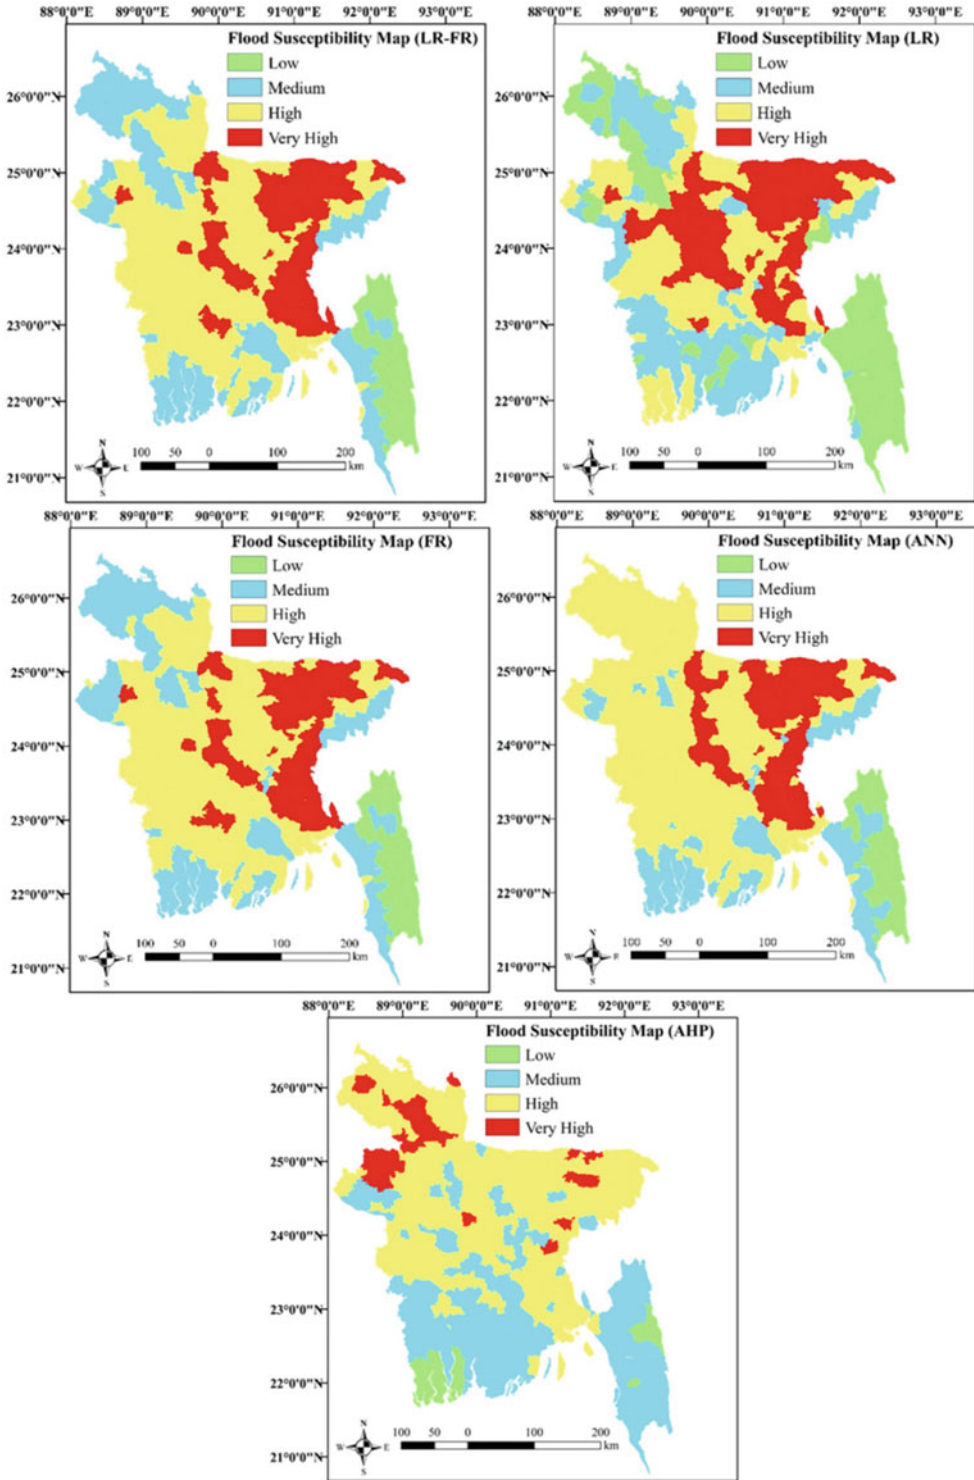 88°0'0"E 89°0'0"E 90°0'0"E 91°0'0"E 92°0'0"E 93°0'0"E
Flood Susceptibility Map (LR-FR)
Low
Medium
High
Very High
26°0'0"N
25°0'0"N
24°0'0"N
23°0'0"N
22°0'0"N
21°0'0"N
N
W E
S
100 50 0 100 200
km
88°0'0"E 89°0'0"E 90°0'0"E 91°0'0"E 92°0'0"E 93°0'0"E
Flood Susceptibility Map (LR)
Low
Medium
High
Very High
26°0'0"N
25°0'0"N
24°0'0"N
23°0'0"N
22°0'0"N
21°0'0"N
N
W E
S
100 50 0 100 200
km
88°0'0"E 89°0'0"E 90°0'0"E 91°0'0"E 92°0'0"E 93°0'0"E
Flood Susceptibility Map (FR)
Low
Medium
High
Very High
26°0'0"N
25°0'0"N
24°0'0"N
23°0'0"N
22°0'0"N
21°0'0"N
N
W E
S
100 50 0 100 200
km
88°0'0"E 89°0'0"E 90°0'0"E 91°0'0"E 92°0'0"E 93°0'0"E
Flood Susceptibility Map (ANN)
Low
Medium
High
Very High
26°0'0"N
25°0'0"N
24°0'0"N
23°0'0"N
22°0'0"N
21°0'0"N
N
W E
S
100 50 0 100 200
km
88°0'0"E 89°0'0"E 90°0'0"E 91°0'0"E 92°0'0"E 93°0'0"E
Flood Susceptibility Map (AHP)
Low
Medium
High
Very High
26°0'0"N
25°0'0"N
24°0'0"N
23°0'0"N
22°0'0"N
21°0'0"N
N
W E
S
100 50 0 100 200
km